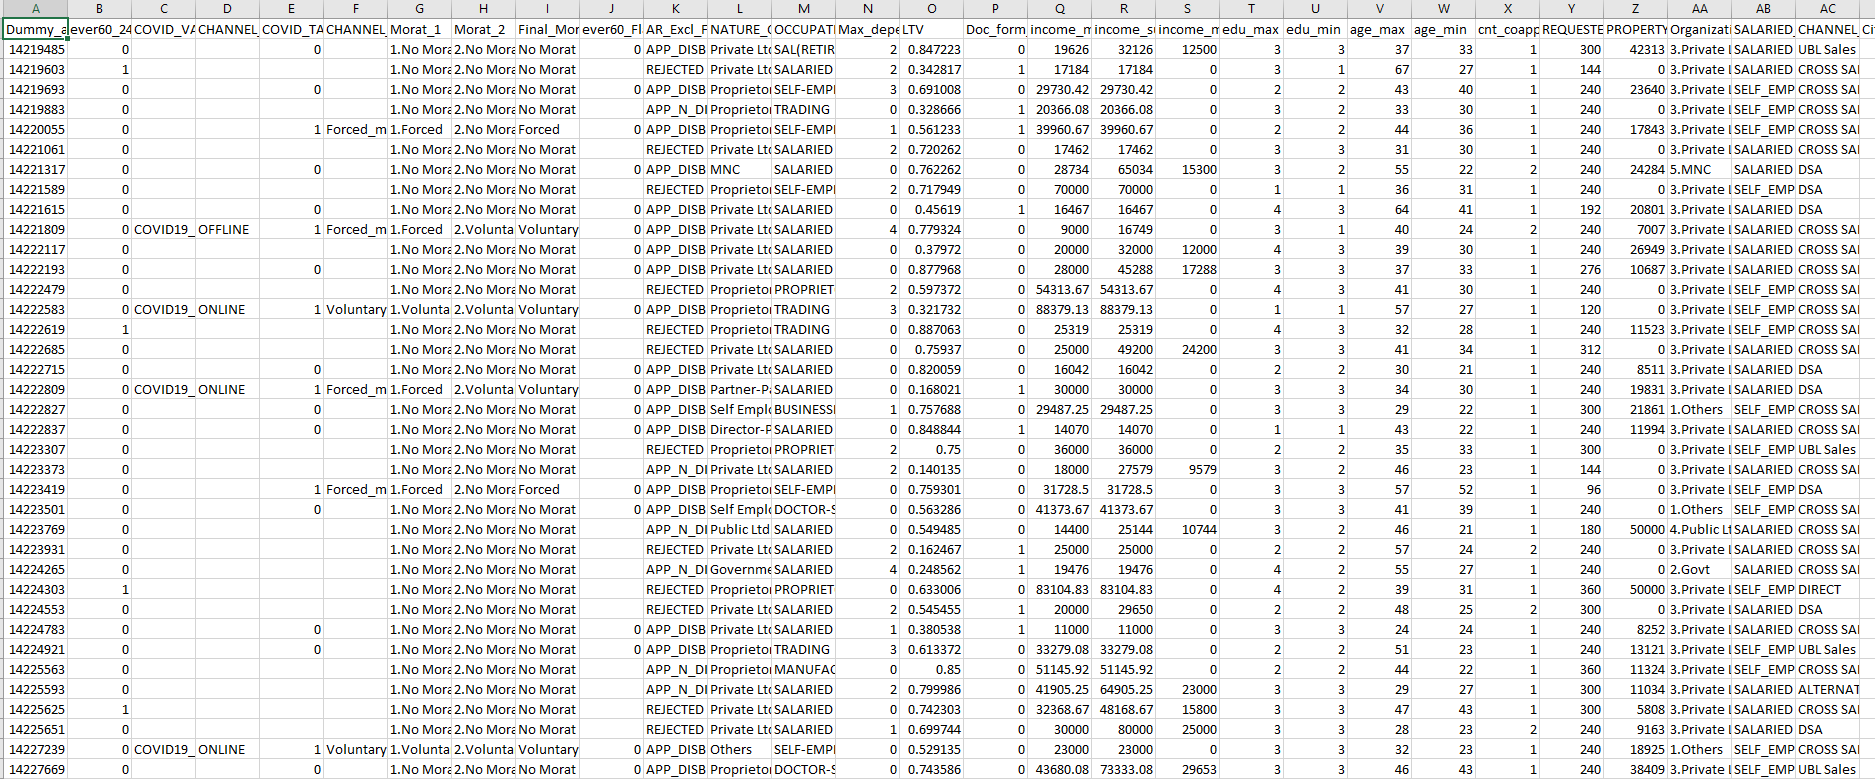 A B C D E F G H I J K L M N O P Q R S T U V W X Y Z AA AB AC
Dummy_a ever60_24 COVID_VA CHANNEL_ COVID_TA CHANNEL_ Morat_1 Morat_2 Final_Mor ever60_Fl AR_Excl_F NATURE_C OCCUPAT Max_depe LTV Doc_form_ income_m income_su income_m edu_max edu_min age_max age_min cnt_coapp REQUESTE PROPERTY Organizati SALARIED_ CHANNEL_ Ci
14219485 0 0 1.No Mora 2.No Mora No Morat 0 APP_DISB Private Ltd SAL(RETIR 2 0.847223 0 19626 32126 12500 3 3 37 33 1 300 42313 3.Private L SALARIED UBL Sales
14219603 1 1.No Mora 2.No Mora No Morat REJECTED Private Ltd SALARIED 2 0.342817 1 17184 17184 0 3 1 67 27 1 144 0 3.Private L SALARIED CROSS SAL
14219693 0 0 1.No Mora 2.No Mora No Morat 0 APP_DISB Proprietor SELF-EMPL 3 0.691008 0 29730.42 29730.42 0 2 2 43 40 1 240 23640 3.Private L SELF_EMP CROSS SAL
14219883 0 1.No Mora 2.No Mora No Morat APP_N_DI Proprietor TRADING 0 0.328666 1 20366.08 20366.08 0 3 2 33 30 1 240 0 3.Private L SELF_EMP CROSS SAL
14220055 0 1 Forced_m 1.Forced 2.No Mora Forced 0 APP_DISB Proprietor SELF-EMPL 1 0.561233 1 39960.67 39960.67 0 2 2 44 36 1 240 17843 3.Private L SELF_EMP CROSS SAL
14221061 0 1.No Mora 2.No Mora No Morat REJECTED Private Ltd SALARIED 2 0.720262 0 17462 17462 0 3 3 31 30 1 240 0 3.Private L SALARIED CROSS SAL
14221317 0 0 1.No Mora 2.No Mora No Morat 0 APP_DISB MNC SALARIED 0 0.762262 0 28734 65034 15300 3 2 55 22 2 240 24284 5.MNC SALARIED DSA
14221589 0 1.No Mora 2.No Mora No Morat REJECTED Proprietor SELF-EMPL 2 0.717949 0 70000 70000 0 1 1 36 31 1 240 0 3.Private L SELF_EMP DSA
14221615 0 0 1.No Mora 2.No Mora No Morat 0 APP_DISB Private Ltd SALARIED 0 0.45619 1 16467 16467 0 4 3 64 41 1 192 20801 3.Private L SALARIED DSA
14221809 0 COVID19_ OFFLINE 1 Forced_m 1.Forced 2.Volunta Voluntary 0 APP_DISB Private Ltd SALARIED 4 0.779324 0 9000 16749 0 3 1 40 24 2 240 7007 3.Private L SALARIED CROSS SAL
14222117 0 1.No Mora 2.No Mora No Morat 0 APP_DISB Private Ltd SALARIED 0 0.37972 0 20000 32000 12000 4 3 39 30 1 240 26949 3.Private L SALARIED CROSS SAL
14222193 0 0 1.No Mora 2.No Mora No Morat 0 APP_DISB Private Ltd SALARIED 0 0.877968 0 28000 45288 17288 3 3 37 33 1 276 10687 3.Private L SALARIED CROSS SAL
14222479 0 1.No Mora 2.No Mora No Morat REJECTED Proprietor PROPRIET 2 0.597372 0 54313.67 54313.67 0 4 3 41 30 1 240 0 3.Private L SELF_EMP CROSS SAL
14222583 0 COVID19_ ONLINE 1 Voluntary 1.Volunta 2.Volunta Voluntary 0 APP_DISB Proprietor TRADING 3 0.321732 0 88379.13 88379.13 0 1 1 57 27 1 120 0 3.Private L SELF_EMP CROSS SAL
14222619 1 1.No Mora 2.No Mora No Morat REJECTED Proprietor TRADING 0 0.887063 0 25319 25319 0 4 3 32 28 1 240 11523 3.Private L SELF_EMP CROSS SAL
14222685 0 1.No Mora 2.No Mora No Morat REJECTED Private Ltd SALARIED 2 0.75937 0 25000 49200 24200 3 3 41 34 1 312 0 3.Private L SALARIED CROSS SAL
14222715 0 0 1.No Mora 2.No Mora No Morat 0 APP_DISB Private Ltd SALARIED 0 0.820059 0 16042 16042 0 2 2 30 21 1 240 8511 3.Private L SALARIED DSA
14222809 0 COVID19_ ONLINE 1 Forced_m 1.Forced 2.Volunta Voluntary 0 APP_DISB Partner-Pa SALARIED 2 0.168021 1 30000 30000 0 3 3 34 30 1 240 19831 3.Private L SALARIED DSA
14222827 0 0 1.No Mora 2.No Mora No Morat 0 APP_DISB Self Emplo BUSINESSI 1 0.757688 0 29487.25 29487.25 0 3 3 29 22 1 300 21861 1.Others SELF_EMP CROSS SAL
14222837 0 0 1.No Mora 2.No Mora No Morat 0 APP_DISB Director-P SALARIED 0 0.848844 1 14070 14070 0 1 1 43 22 1 240 11994 3.Private L SALARIED CROSS SAL
14223307 0 1.No Mora 2.No Mora No Morat REJECTED Proprietor PROPRIET 2 0.75 0 36000 36000 0 2 2 35 33 1 300 0 3.Private L SELF_EMP UBL Sales
14223373 0 1.No Mora 2.No Mora No Morat APP_N_DI Private Ltd SALARIED 2 0.140135 0 18000 27579 9579 3 2 46 23 1 144 0 3.Private L SALARIED CROSS SAL
14223419 0 1 Forced_m 1.Forced 2.No Mora Forced 0 APP_DISB Proprietor SELF-EMPL 3 0.759301 1 31728.5 31728.5 0 3 3 57 52 1 96 0 3.Private L SELF_EMP DSA
14223501 0 0 1.No Mora 2.No Mora No Morat 0 APP_DISB Self Emplo DOCTOR-S 2 0.563286 0 41373.67 41373.67 0 3 3 41 39 1 240 0 1.Others SELF_EMP CROSS SAL
14223769 0 1.No Mora 2.No Mora No Morat APP_N_DI Public Ltd SALARIED 0 0.549485 0 14400 25144 10744 3 2 46 21 1 180 50000 4.Public Lt SALARIED CROSS SAL
14223931 0 1.No Mora 2.No Mora No Morat REJECTED Private Ltd SALARIED 2 0.162467 1 25000 25000 0 2 2 57 24 2 240 0 3.Private L SALARIED CROSS SAL
14224265 0 1.No Mora 2.No Mora No Morat APP_N_DI Governme SALARIED 4 0.248562 1 19476 19476 0 4 2 55 27 1 240 0 2.Govt SALARIED CROSS SAL
14224303 1 1.No Mora 2.No Mora No Morat REJECTED Proprietor PROPRIET 2 0.633006 0 83104.83 83104.83 0 4 2 39 31 1 360 50000 3.Private L SELF_EMP DIRECT
14224553 0 1.No Mora 2.No Mora No Morat REJECTED Private Ltd SALARIED 2 0.545455 1 20000 29650 0 2 2 48 25 2 300 0 3.Private L SALARIED DSA
14224783 0 0 1.No Mora 2.No Mora No Morat 0 APP_DISB Private Ltd SALARIED 1 0.380538 1 11000 11000 0 3 3 24 24 1 240 8252 3.Private L SALARIED CROSS SAL
14224921 0 0 1.No Mora 2.No Mora No Morat 0 APP_DISB Proprietor TRADING 3 0.613372 0 33279.08 33279.08 0 2 2 51 23 1 240 13121 3.Private L SELF_EMP UBL Sales
14225563 0 1.No Mora 2.No Mora No Morat APP_N_DI Proprietor MANUFAC 0 0.85 0 51145.92 51145.92 0 2 2 44 22 1 360 11324 3.Private L SELF_EMP CROSS SAL
14225593 0 1.No Mora 2.No Mora No Morat APP_N_DI Private Ltd SALARIED 2 0.799986 0 41905.25 64905.25 23000 3 3 29 27 1 300 11034 3.Private L SALARIED ALTERNAT
14225625 1 1.No Mora 2.No Mora No Morat REJECTED Private Ltd SALARIED 0 0.742303 0 32368.67 48168.67 15800 3 3 47 43 1 300 5808 3.Private L SALARIED CROSS SAL
14225651 0 1.No Mora 2.No Mora No Morat REJECTED Private Ltd SALARIED 1 0.699744 0 30000 80000 25000 3 3 28 23 2 240 9163 3.Private L SALARIED DSA
14227239 0 COVID19_ ONLINE 1 Voluntary 1.Volunta 2.Volunta Voluntary 0 APP_DISB Others SELF-EMPL 0 0.529135 0 23000 23000 0 3 3 32 23 1 240 18925 1.Others SELF_EMP CROSS SAL
14227669 0 0 1.No Mora 2.No Mora No Morat 0 APP_DISB Proprietor DOCTOR-S 2 0.743586 0 43680.08 73333.08 29653 3 2 46 43 1 240 38409 3.Private L SELF_EMP UBL Sales